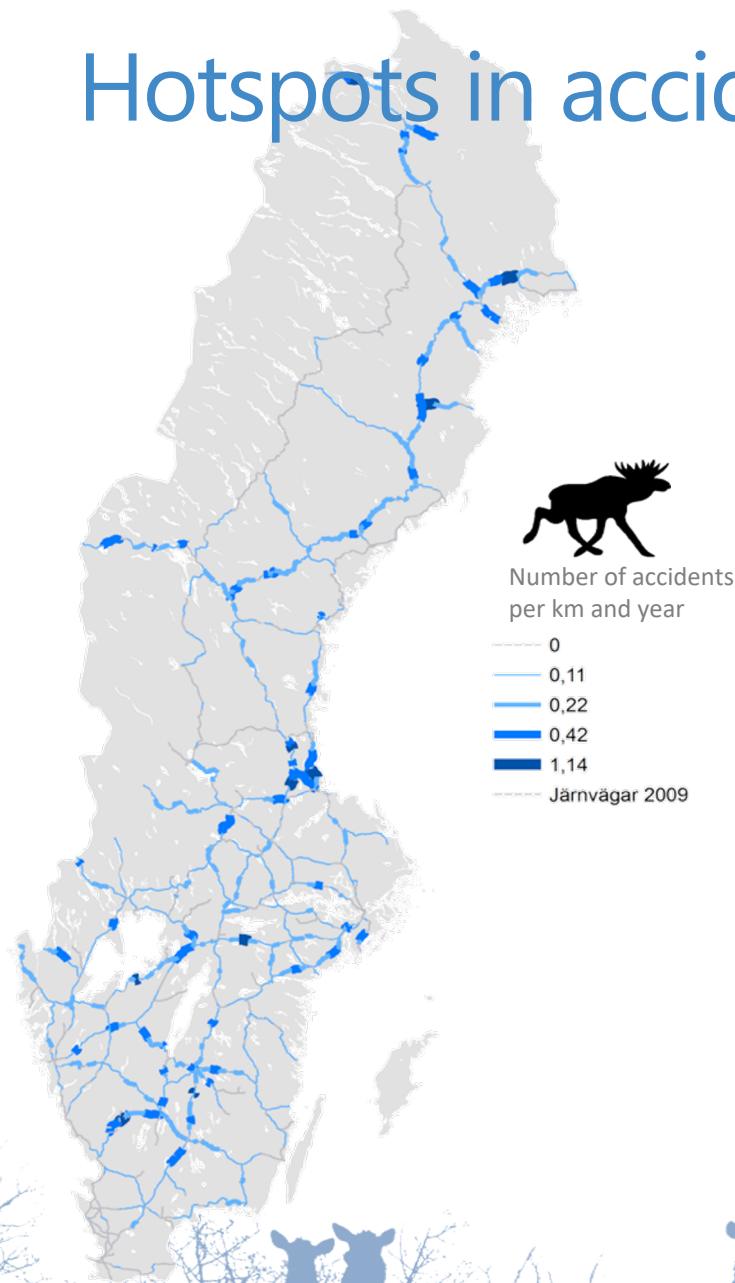 Hotspots in accid
Number of accidents
per km and year
0
0,11
0,22
0,42
1,14
Järnvägar 2009